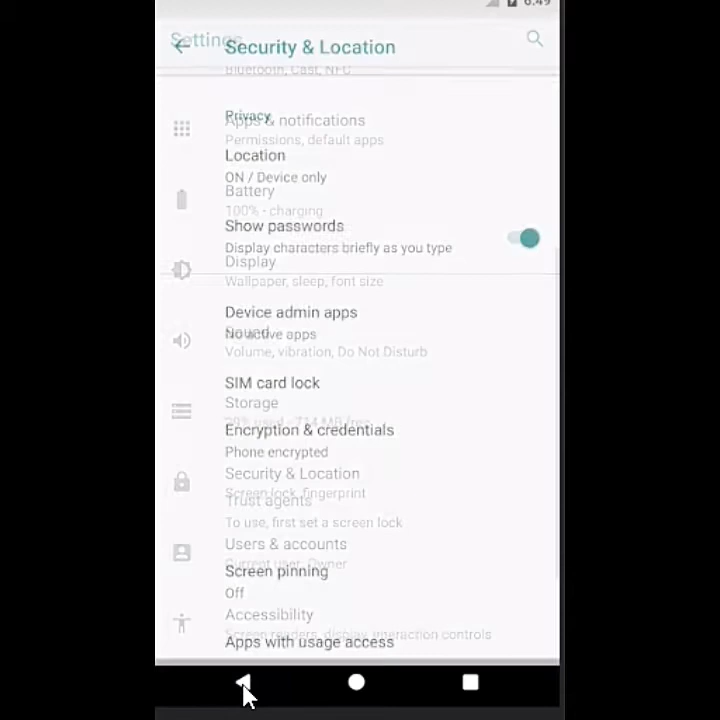 6:49
Settings
Security & Location
Bluetooth, Cast, NFC
Privacy
Apps & notifications
Permissions, default apps
Location
ON / Device only
Battery
100% - charging
Show passwords
Display characters briefly as you type
Display
Wallpaper, sleep, font size
Device admin apps
Sound
No active apps
Volume, vibration, Do Not Disturb
SIM card lock
Storage
Encryption & credentials
Phone encrypted
Security & Location
Screen lock, fingerprint
Trust agents
To use, first set a screen lock
Users & accounts
Current user: Owner
Screen pinning
Off
Accessibility
Screen readers, display, interaction controls
Apps with usage access